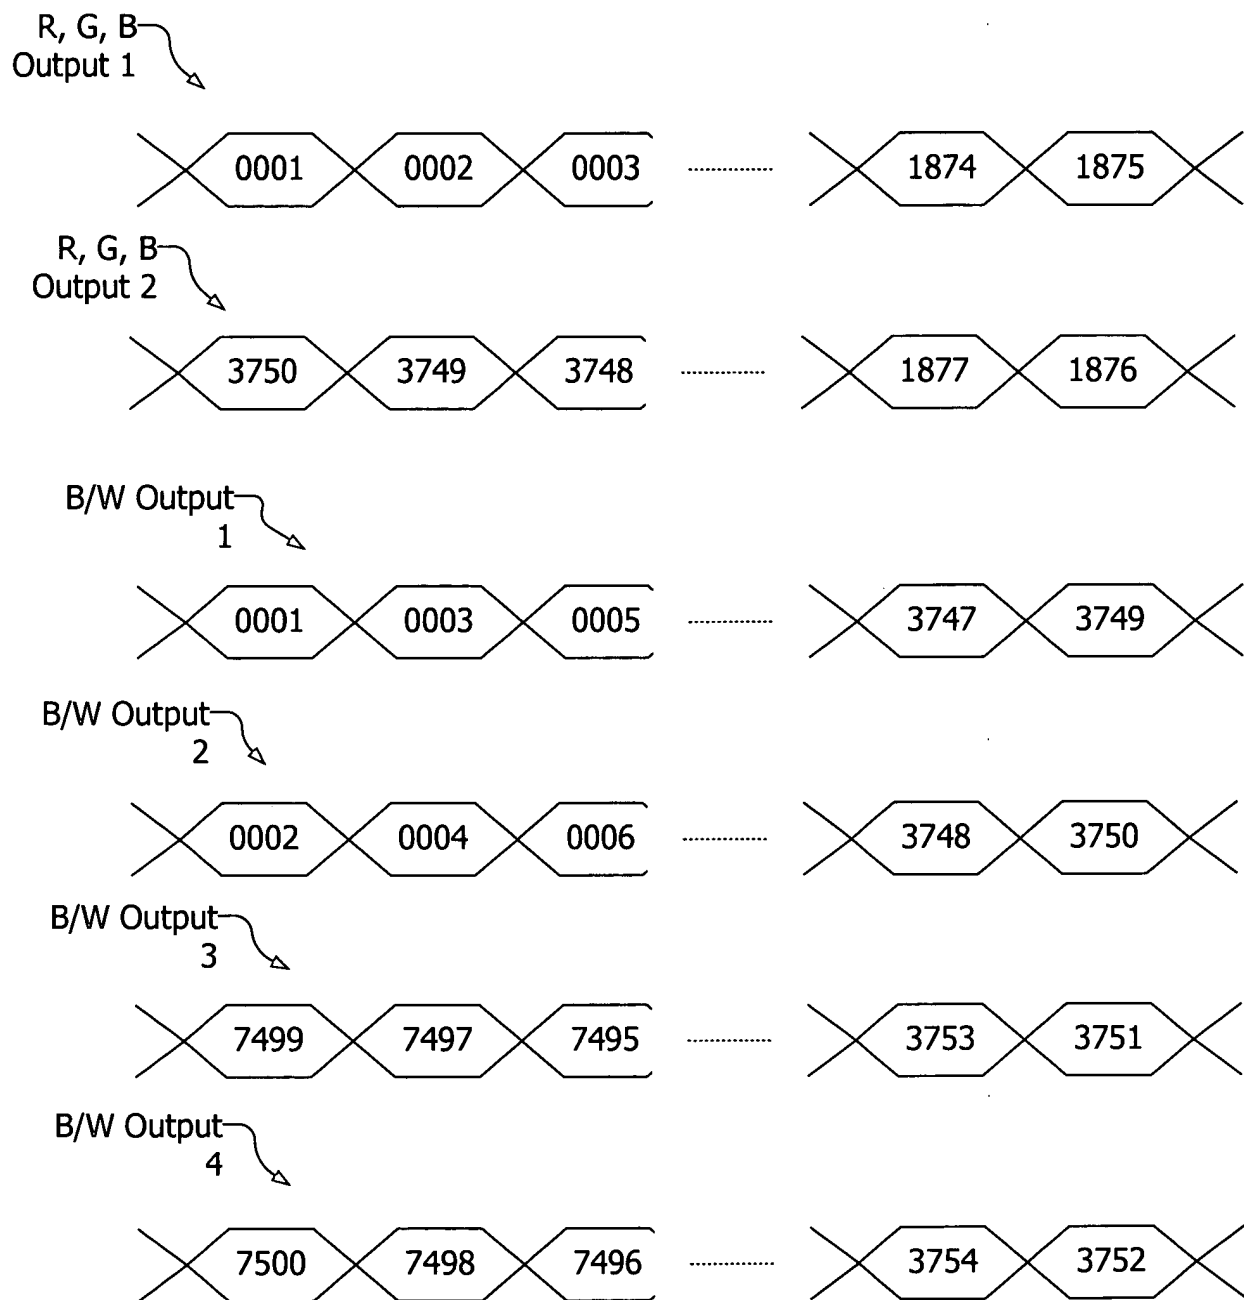 R, G, B
Output 1
0001 0002 0003 1874 1875
R, G, B
Output 2
3750 3749 3748 1877 1876
B/W Output
1
0001 0003 0005 3747 3749
B/W Output
2
0002 0004 0006 3748 3750
B/W Output
3
7499 7497 7495 3753 3751
B/W Output
4
7500 7498 7496 3754 3752